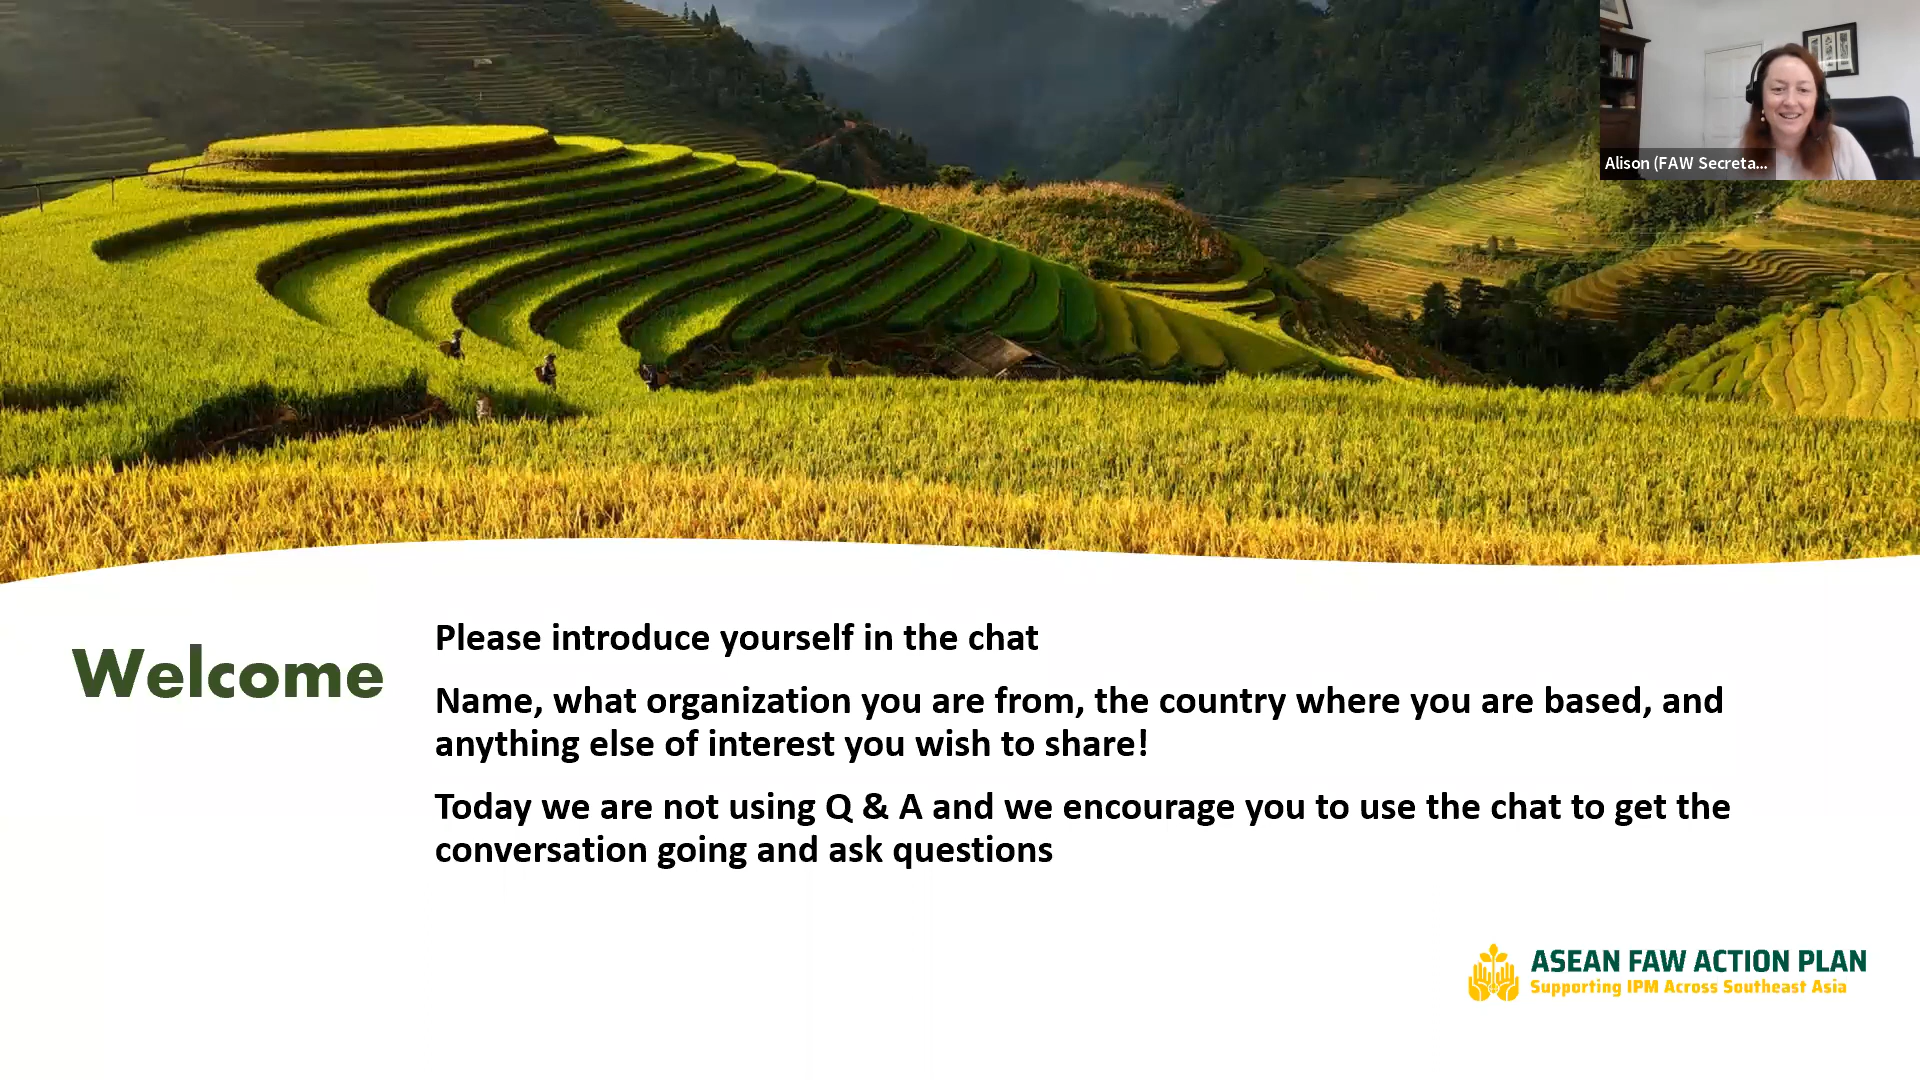 Alison (FAW Secreta...
Welcome
Please introduce yourself in the chat
Name, what organization you are from, the country where you are based, and
anything else of interest you wish to share!
Today we are not using Q & A and we encourage you to use the chat to get the
conversation going and ask questions
ASEAN FAW ACTION PLAN
Supporting IPM Across Southeast Asia